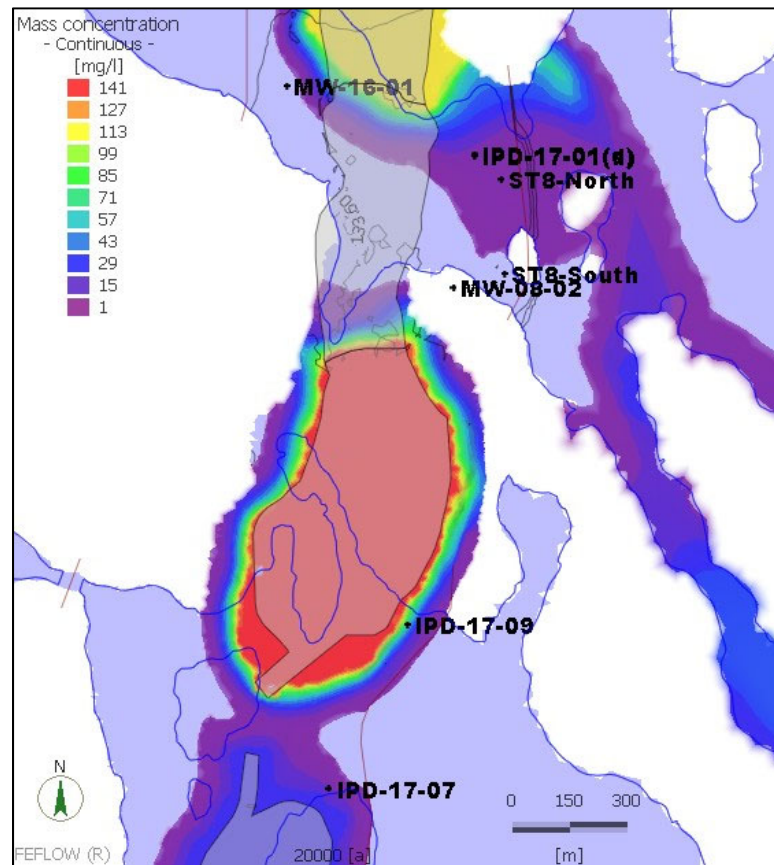 Mass concentration
- Continuous -
[mg/l]
141
127
113
99
85
71
57
43
29
15
1
MW-16-01
IPD-17-01(d)
ST8-North
133.60
ST8-South
MW-08-02
IPD-17-09
IPD-17-07
N
0 150 300
FEFLOW (R)
20000 [a]
[m]